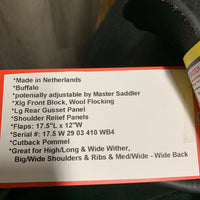 *Made in Netherlands
*Buffalo
*potenially adjustable by Master Saddler
*Xlg Front Block, Wool Flocking
*Lg Rear Gusset Panel
*Shoulder Relief Panels
*Flaps: 17.5"L x 12"W
*Serial #: 17.5 W 29 03 410 WB4
*Cutback Pommel
*Great for High/Long & Wide Wither,
Big/Wide Shoulders & Ribs & Med/Wide - Wide Back